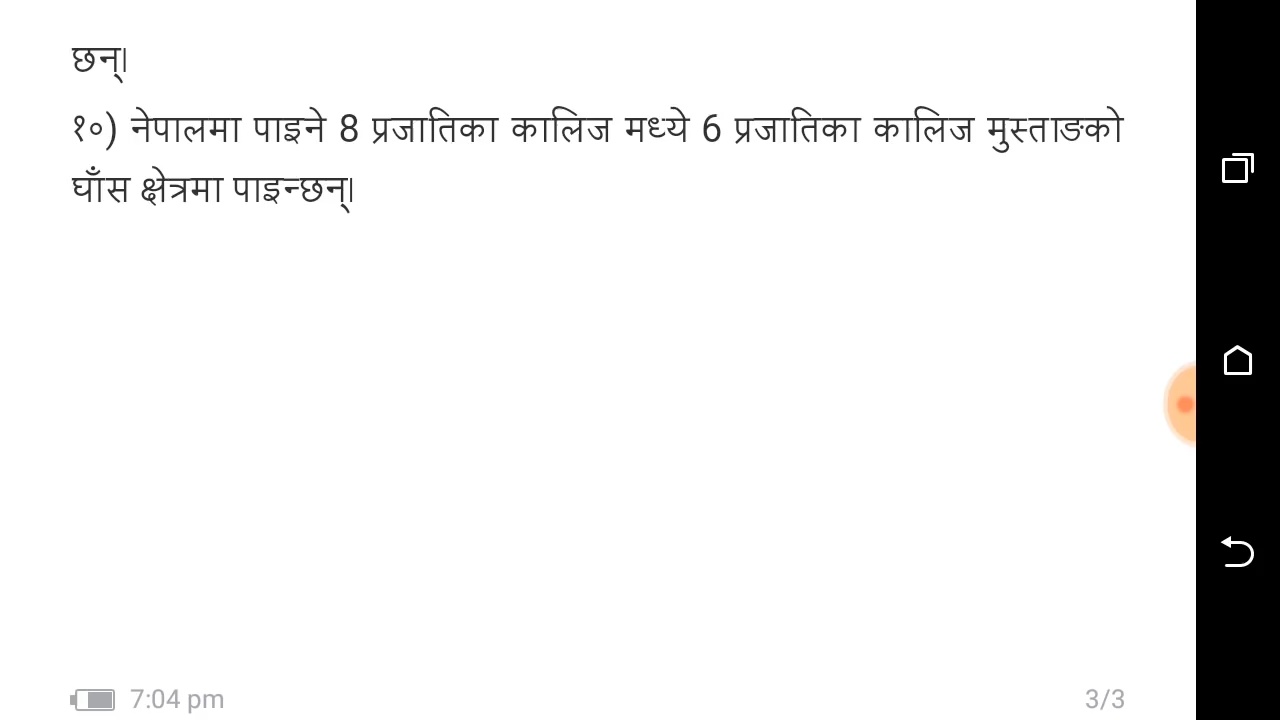 छन्।
१०) नेपालमा पाइने 8 प्रजातिका कालिज मध्ये 6 प्रजातिका कालिज मुस्ताङको
घाँस क्षेत्रमा पाइन्छन्।
7:04 pm
3/3